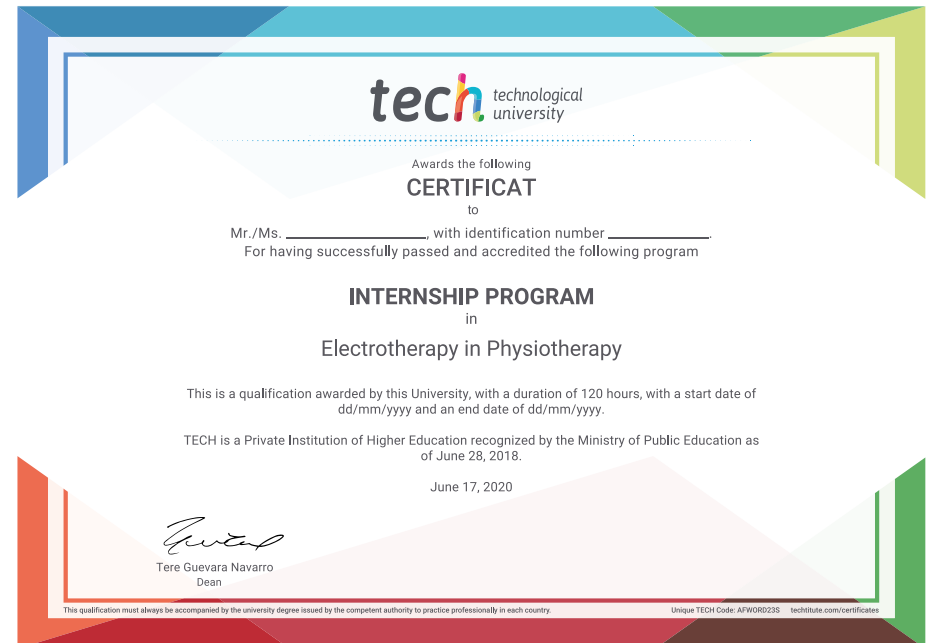 tech technological
university
Awards the following
CERTIFICAT
to
Mr./Ms. ____________________, with identification number ______________.
For having successfully passed and accredited the following program
INTERNSHIP PROGRAM
in
Electrotherapy in Physiotherapy
This is a qualification awarded by this University, with a duration of 120 hours, with a start date of
dd/mm/yyyy and an end date of dd/mm/yyyy.
TECH is a Private Institution of Higher Education recognized by the Ministry of Public Education as
of June 28, 2018.
June 17, 2020
Tere Guevara Navarro
Dean
This qualification must always be accompanied by the university degree issued by the competent authority to practice professionally in each country. Unique TECH Code: AFWORD23S techtitute.com/certificates